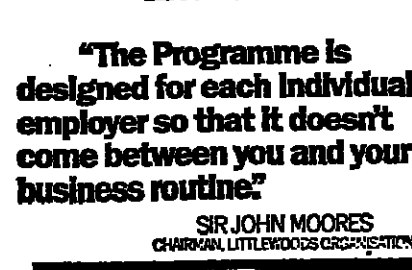 “The Programme is
designed for each individual
employer so that it doesn't
come between you and your
business routine.”
SIR JOHN MOORES
CHAIRMAN, LITTLEWOODS ORGANISATION